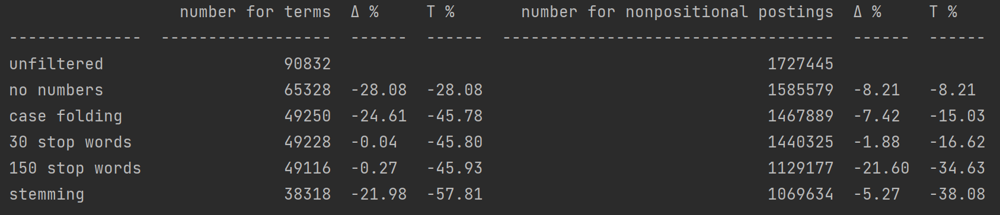 number for terms  Δ %  T %  number for nonpositional postings  Δ %  T %
--------------  ------------------  ------  ------  -----------------------------------  ------  ------
unfiltered  90832  1727445
no numbers  65328  -28.08  -28.08  1585579  -8.21  -8.21
case folding  49250  -24.61  -45.78  1467889  -7.42  -15.03
30 stop words  49228  -0.04  -45.80  1440325  -1.88  -16.62
150 stop words  49116  -0.27  -45.93  1129177  -21.60  -34.63
stemming  38318  -21.98  -57.81  1069634  -5.27  -38.08